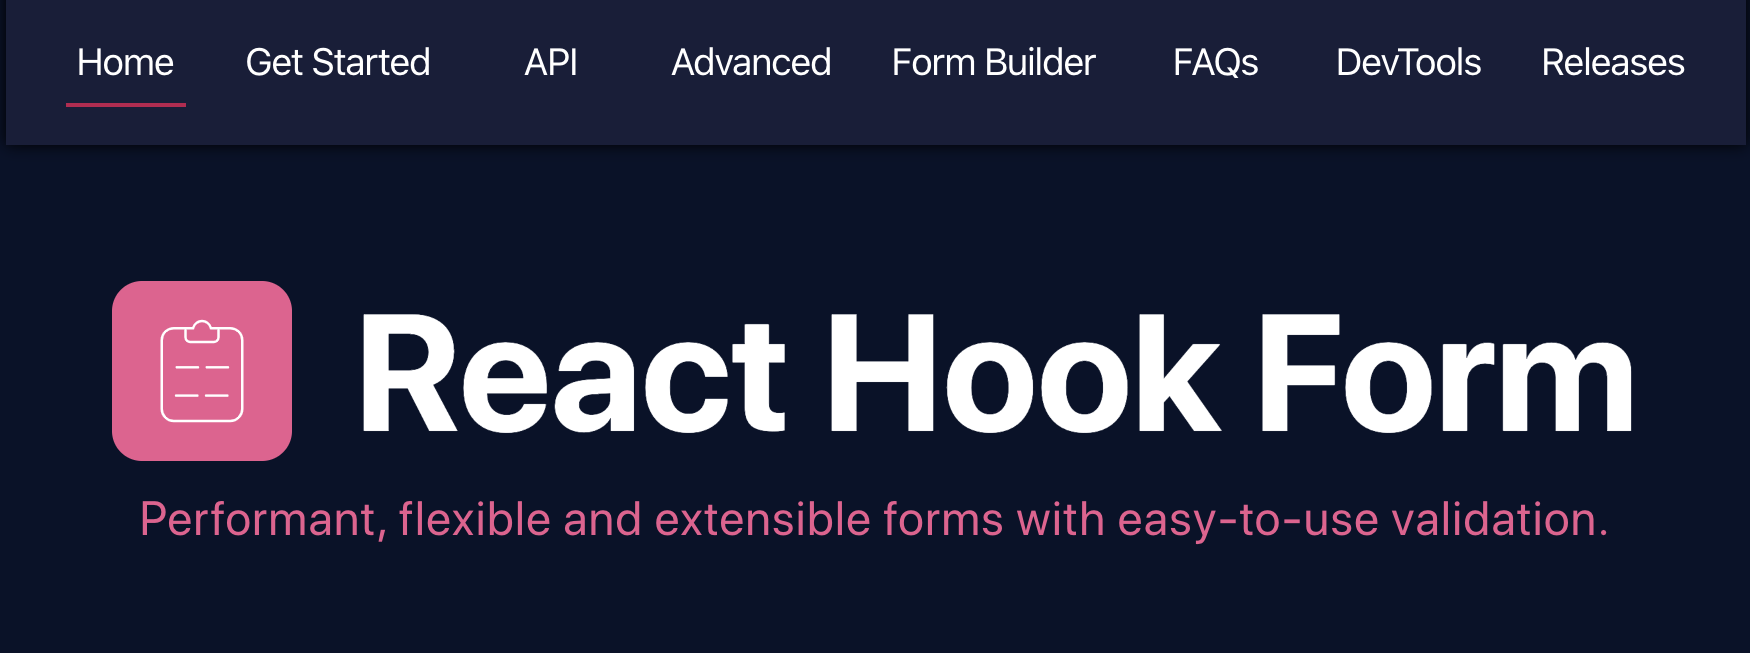 Home Get Started API Advanced Form Builder FAQs DevTools Releases
React Hook Form
Performant, flexible and extensible forms with easy-to-use validation.